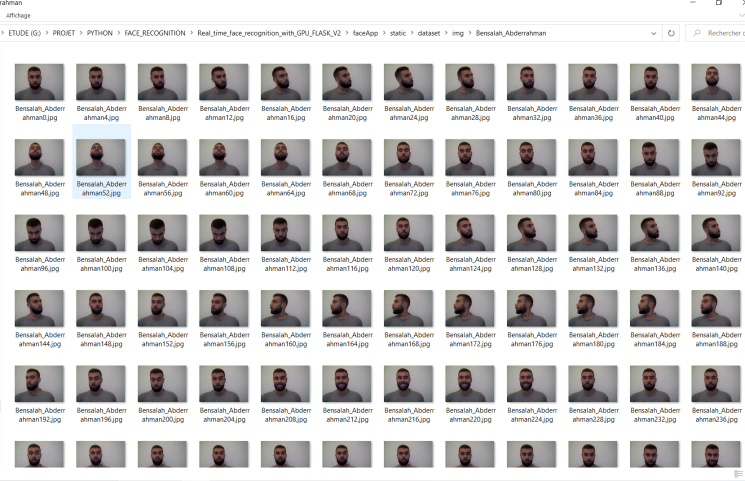 rahman
Affichage
> ETUDE (G:) > PROJET > PYTHON > FACE_RECOGNITION > Real_time_face_recognition_with_GPU_FLASK_V2 > faceApp > static > dataset > img > Bensalah_Abderrahman
Rechercher d
Bensalah_Abderr Bensalah_Abderr Bensalah_Abderr Bensalah_Abderr Bensalah_Abderr Bensalah_Abderr Bensalah_Abderr Bensalah_Abderr Bensalah_Abderr Bensalah_Abderr Bensalah_Abderr Bensalah_Abderr
ahman0.jpg ahman4.jpg ahman8.jpg ahman12.jpg ahman16.jpg ahman20.jpg ahman24.jpg ahman28.jpg ahman32.jpg ahman36.jpg ahman40.jpg ahman44.jpg
Bensalah_Abderr Bensalah_Abderr Bensalah_Abderr Bensalah_Abderr Bensalah_Abderr Bensalah_Abderr Bensalah_Abderr Bensalah_Abderr Bensalah_Abderr Bensalah_Abderr Bensalah_Abderr Bensalah_Abderr
ahman48.jpg ahman52.jpg ahman56.jpg ahman60.jpg ahman64.jpg ahman68.jpg ahman72.jpg ahman76.jpg ahman80.jpg ahman84.jpg ahman88.jpg ahman92.jpg
Bensalah_Abderr Bensalah_Abderr Bensalah_Abderr Bensalah_Abderr Bensalah_Abderr Bensalah_Abderr Bensalah_Abderr Bensalah_Abderr Bensalah_Abderr Bensalah_Abderr Bensalah_Abderr Bensalah_Abderr
ahman96.jpg ahman100.jpg ahman104.jpg ahman108.jpg ahman112.jpg ahman116.jpg ahman120.jpg ahman124.jpg ahman128.jpg ahman132.jpg ahman136.jpg ahman140.jpg
Bensalah_Abderr Bensalah_Abderr Bensalah_Abderr Bensalah_Abderr Bensalah_Abderr Bensalah_Abderr Bensalah_Abderr Bensalah_Abderr Bensalah_Abderr Bensalah_Abderr Bensalah_Abderr Bensalah_Abderr
ahman144.jpg ahman148.jpg ahman152.jpg ahman156.jpg ahman160.jpg ahman164.jpg ahman168.jpg ahman172.jpg ahman176.jpg ahman180.jpg ahman184.jpg ahman188.jpg
Bensalah_Abderr Bensalah_Abderr Bensalah_Abderr Bensalah_Abderr Bensalah_Abderr Bensalah_Abderr Bensalah_Abderr Bensalah_Abderr Bensalah_Abderr Bensalah_Abderr Bensalah_Abderr Bensalah_Abderr
ahman192.jpg ahman196.jpg ahman200.jpg ahman204.jpg ahman208.jpg ahman212.jpg ahman216.jpg ahman220.jpg ahman224.jpg ahman228.jpg ahman232.jpg ahman236.jpg